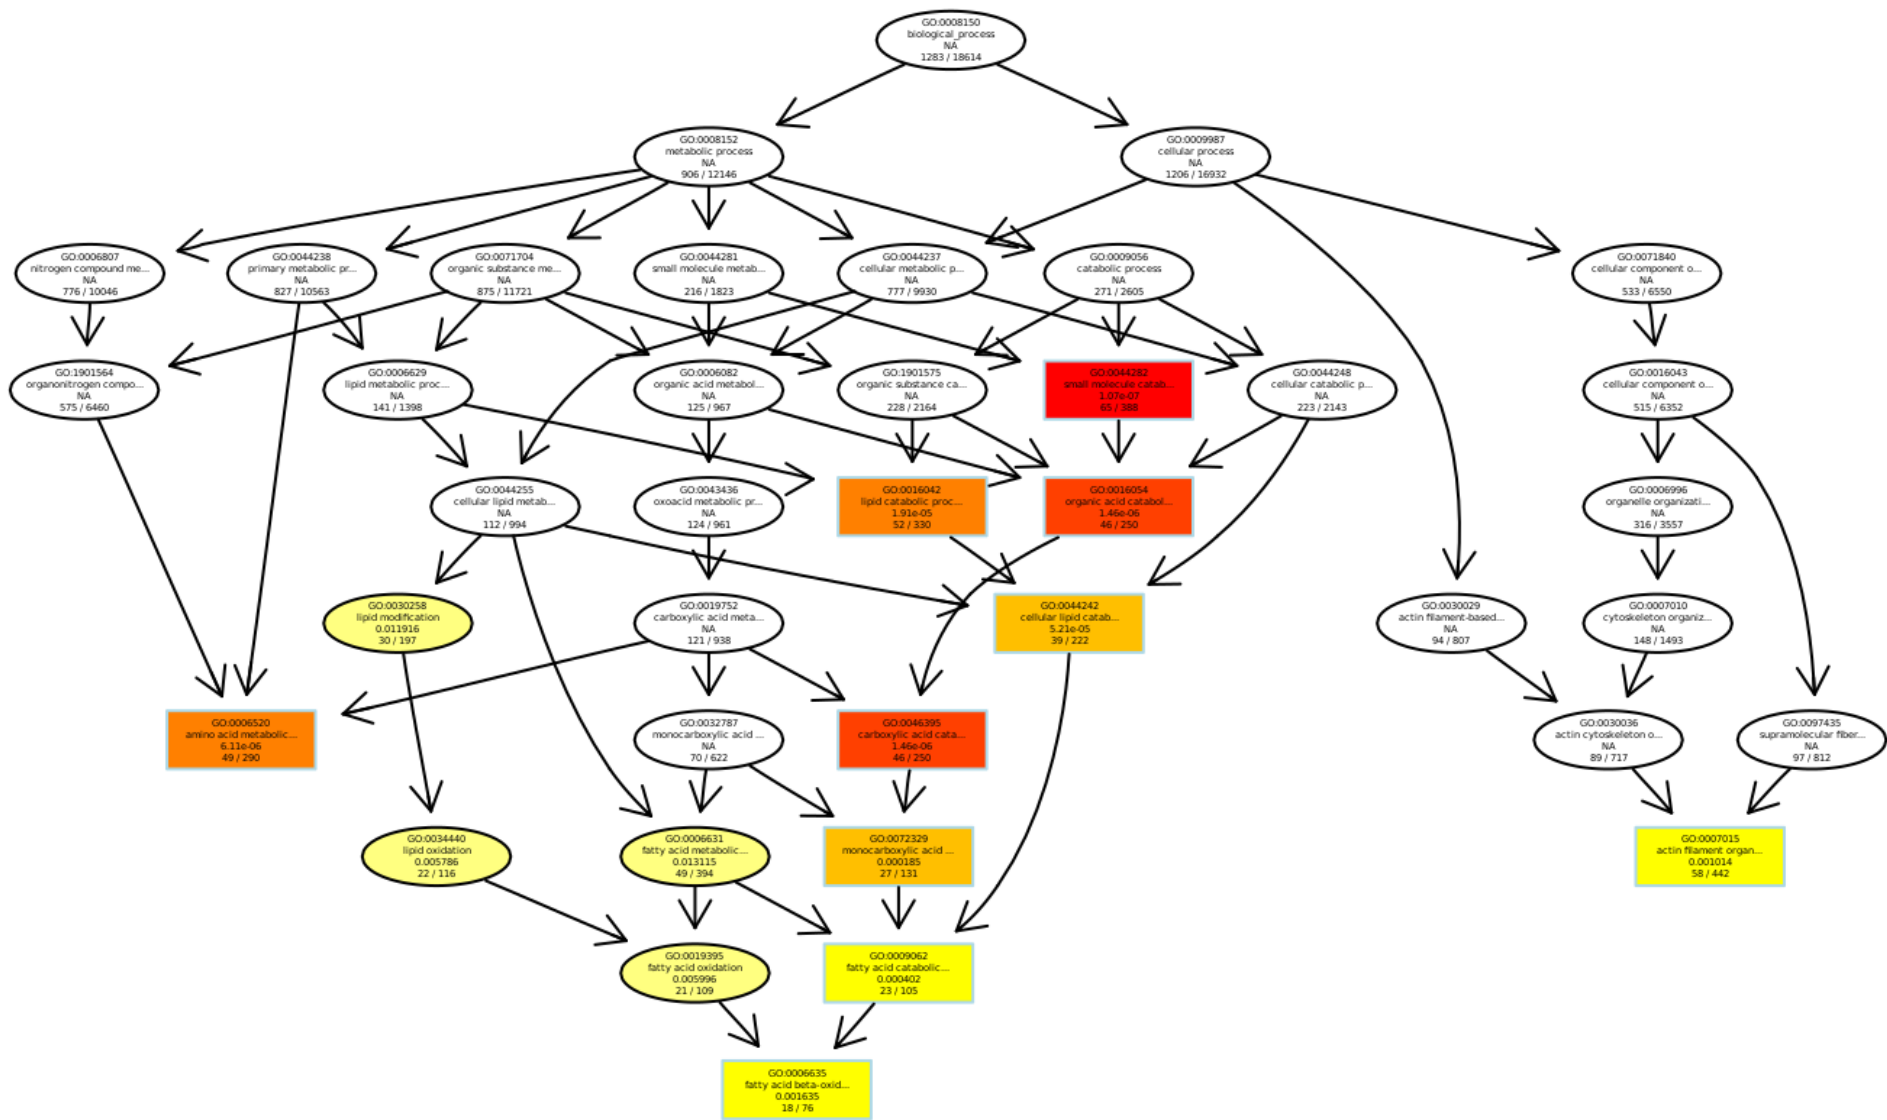 GO:0008150
biological_process
NA
1283 / 18614
GO:0008152
metabolic process
NA
906 / 12146
GO:0009987
cellular process
NA
1206 / 16932
GO:0006807
nitrogen compound me...
NA
776 / 10046
GO:0044238
primary metabolic pr...
NA
827 / 10563
GO:0071704
organic substance me...
NA
875 / 11721
GO:0044281
small molecule metab...
NA
216 / 1823
GO:0044237
cellular metabolic p...
NA
777 / 9930
GO:0009056
catabolic process
NA
271 / 2605
GO:0071840
cellular component o...
NA
533 / 6550
GO:1901564
organonitrogen compo...
NA
575 / 6460
GO:0006629
lipid metabolic proc...
NA
141 / 1398
GO:0006082
organic acid metabol...
NA
125 / 967
GO:1901575
organic substance ca...
NA
228 / 2164
GO:0044282
small molecule catab...
1.07e-07
65 / 388
GO:0044248
cellular catabolic p...
NA
223 / 2143
GO:0016043
cellular component o...
NA
515 / 6352
GO:0044255
cellular lipid metab...
NA
112 / 994
GO:0043436
oxoacid metabolic pr...
NA
124 / 961
GO:0016042
lipid catabolic proc...
1.91e-05
52 / 330
GO:0016054
organic acid catabol...
1.46e-06
46 / 250
GO:0006996
organelle organizati...
NA
316 / 3557
GO:0030258
lipid modification
0.011916
30 / 197
GO:0019752
carboxylic acid meta...
NA
121 / 938
GO:0044242
cellular lipid catab...
5.21e-05
39 / 222
GO:0030029
actin filament-based...
NA
94 / 807
GO:0007010
cytoskeleton organiz...
NA
148 / 1493
GO:0006520
amino acid metabolic...
6.11e-06
49 / 290
GO:0032787
monocarboxylic acid ...
NA
70 / 622
GO:0046395
carboxylic acid cata...
1.46e-06
46 / 250
GO:0030036
actin cytoskeleton o...
NA
89 / 717
GO:0097435
supramolecular fiber...
NA
97 / 812
GO:0034440
lipid oxidation
0.005786
22 / 116
GO:0006631
fatty acid metabolic...
0.013115
49 / 394
GO:0072329
monocarboxylic acid ...
0.000185
27 / 131
GO:0007015
actin filament organ...
0.001014
58 / 442
GO:0019395
fatty acid oxidation
0.005996
21 / 109
GO:0009062
fatty acid catabolic...
0.000402
23 / 105
GO:0006635
fatty acid beta-oxid...
0.001635
18 / 76